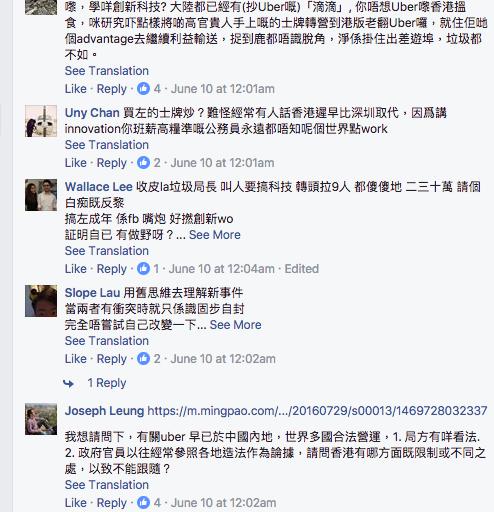 嚟，學咩創新科技? 大陸都已經有(抄Uber嘅)「滴滴」, 你唔想Uber嚟香港搵
食，咪研究吓點樣將啲高官貴人手上嘅的士牌轉營到港版老翻Uber囉，就住佢哋
個advantage去繼續利益輸送，捉到鹿都唔識脫角，淨係掛住出差遊埠，垃圾都
不如。
See Translation
Like · Reply · 4 · June 10 at 12:01am
Uny Chan 買左的士牌炒？難怪經常有人話香港遲早比深圳取代，因爲講
innovation你班薪高糧準嘅公務員永遠都唔知呢個世界點work
See Translation
Like · Reply · 2 · June 10 at 12:01am
Wallace Lee 收皮la垃圾局長 叫人要搞科技 轉頭拉9人 都傻傻地 二三十萬 請個
白痴既反黎
搞左成年 係fb 嘴炮 好撚創新wo
証明自已 有做野呀？... See More
See Translation
Like · Reply · 1 · June 10 at 12:04am · Edited
Slope Lau 用舊思維去理解新事件
當兩者有衝突時就只係識固步自封
完全唔嘗試自己改變一下... See More
See Translation
Like · Reply · 2 · June 10 at 12:02am
1 Reply
Joseph Leung https://m.mingpao.com/.../20160729/s00013/1469728032337
我想請問下，有關uber 早已於中國內地，世界多國合法營運，1. 局方有咩看法.
2. 政府官員以往經常參照各地造法作為論據，請問香港有哪方面既限制或不同之
處，以致不能跟隨？
See Translation
Like · Reply · 4 · June 10 at 12:02am